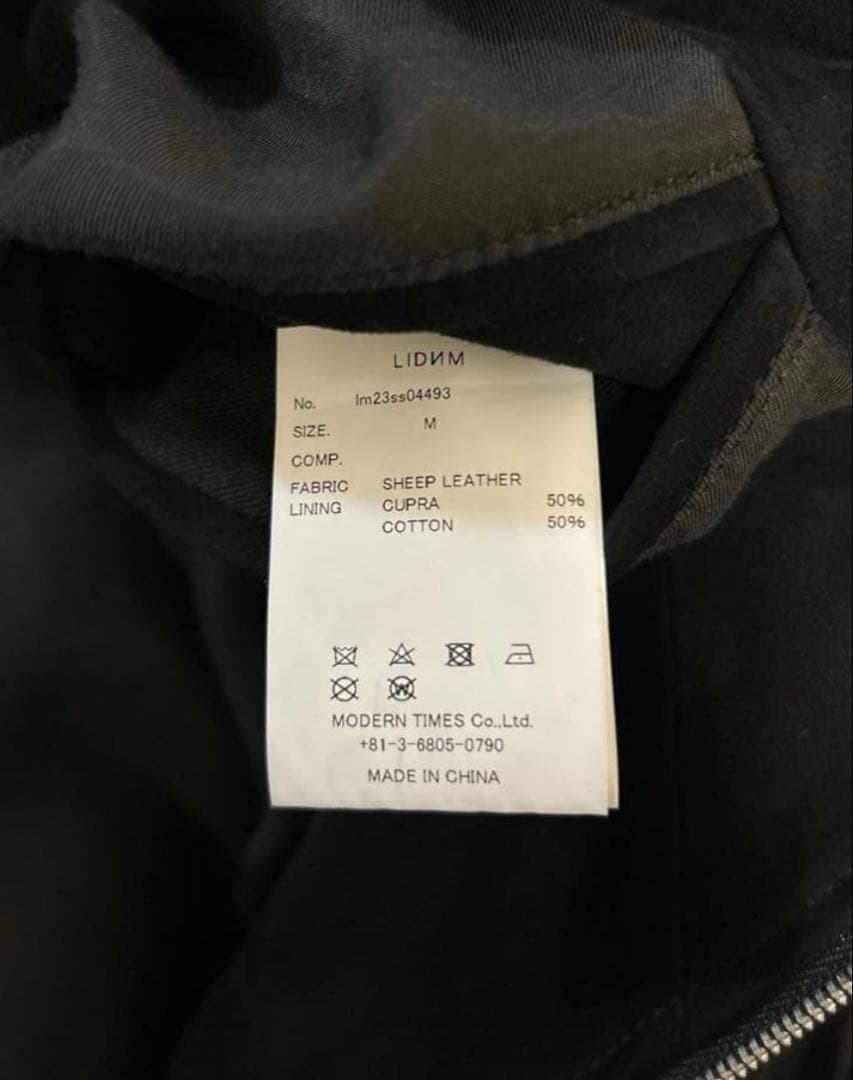 LIDИM
No. lm23ss04493
SIZE. M
COMP.
FABRIC SHEEP LEATHER
LINING CUPRA 50%
COTTON 50%
MODERN TIMES Co.,Ltd.
+81-3-6805-0790
MADE IN CHINA